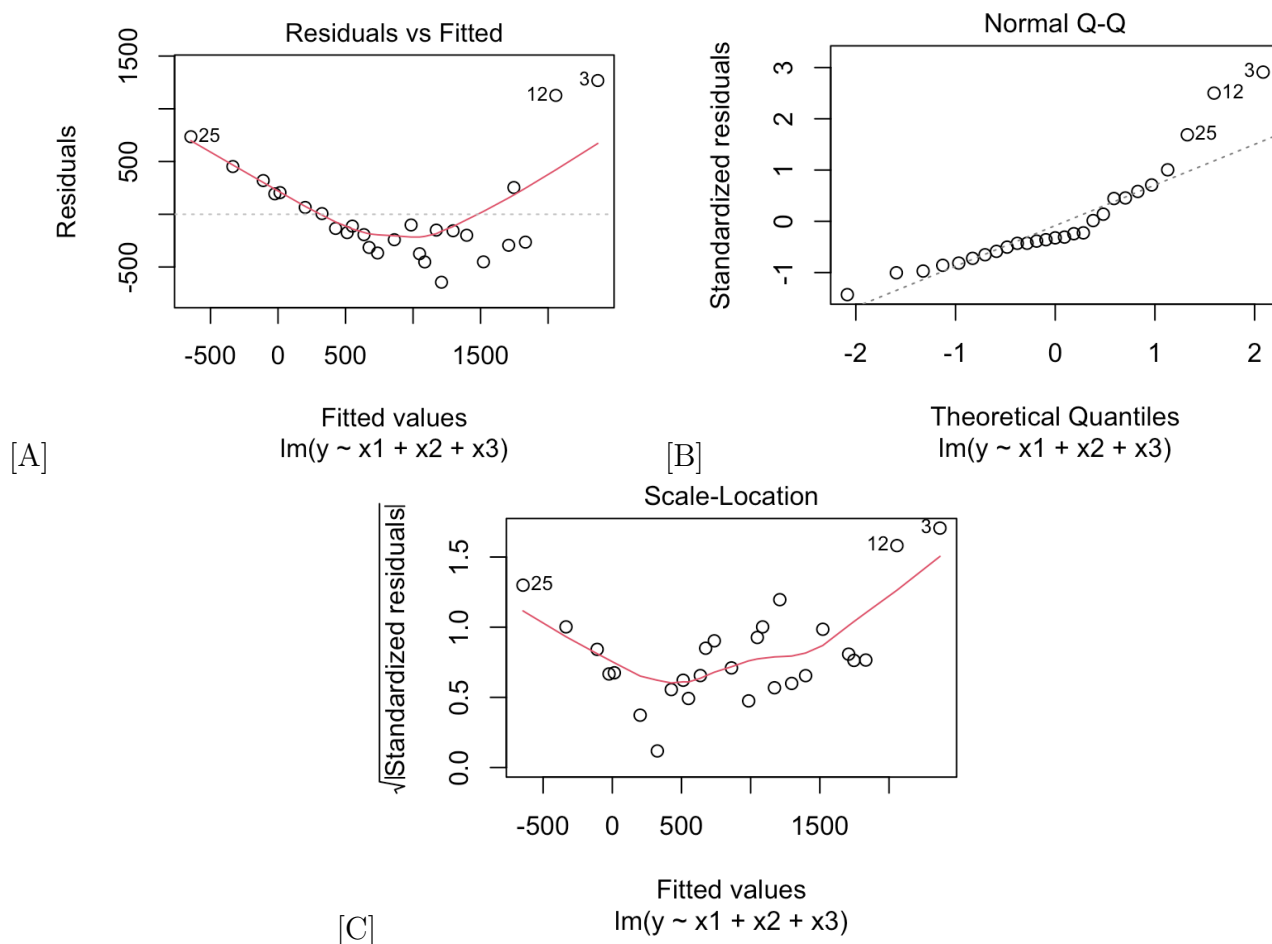 Residuals vs Fitted
Residuals
1500
500
-500
25
12
3
-500 0 500 1500
Fitted values
lm(y ~ x1 + x2 + x3)
[A]
Normal Q-Q
Standardized residuals
3
2
1
0
-1
3
12
25
-2 -1 0 1 2
Theoretical Quantiles
lm(y ~ x1 + x2 + x3)
[B]
Scale-Location
√|Standardized residuals|
1.5
1.0
0.5
0.0
25
12
3
-500 0 500 1500
Fitted values
lm(y ~ x1 + x2 + x3)
[C]